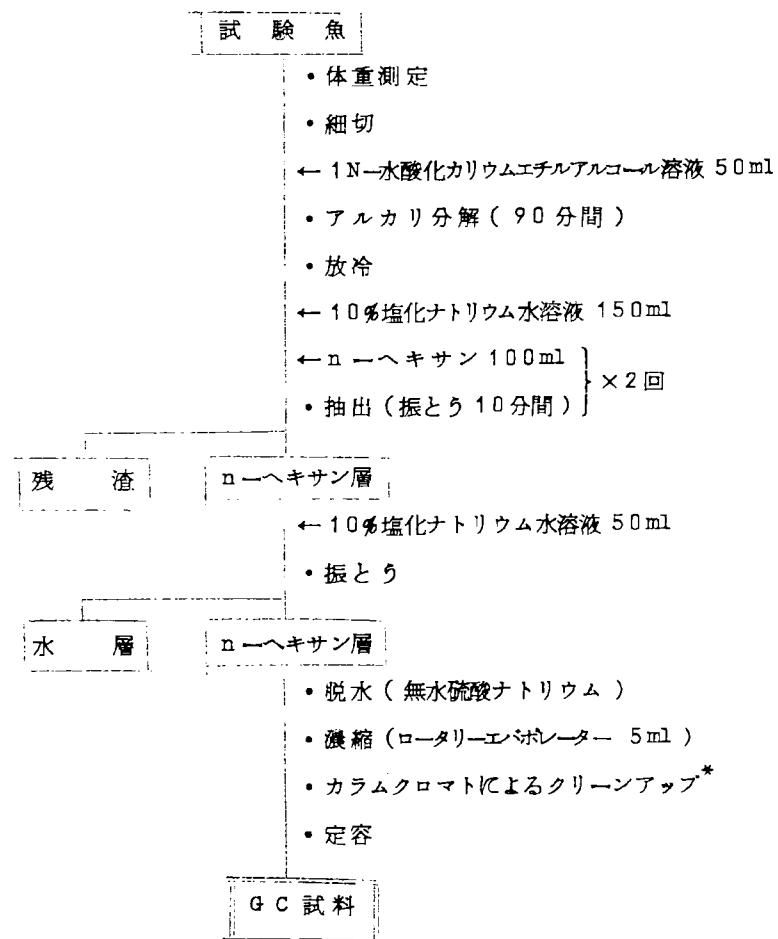 試験魚
・体重測定
・細切
← 1N－水酸化カリウムエチルアルコール溶液 50ml
・アルカリ分解(90分間)
・放冷
← 10%塩化ナトリウム水溶液 150ml
← n－ヘキサン 100ml
・抽出(振とう10分間)
×2回
残渣 n－ヘキサン層
← 10%塩化ナトリウム水溶液 50ml
・振とう
水層 n－ヘキサン層
・脱水(無水硫酸ナトリウム)
・濃縮(ロータリーエバポレーター 5ml)
・カラムクロマトによるクリーンアップ*
・定容
GC試料